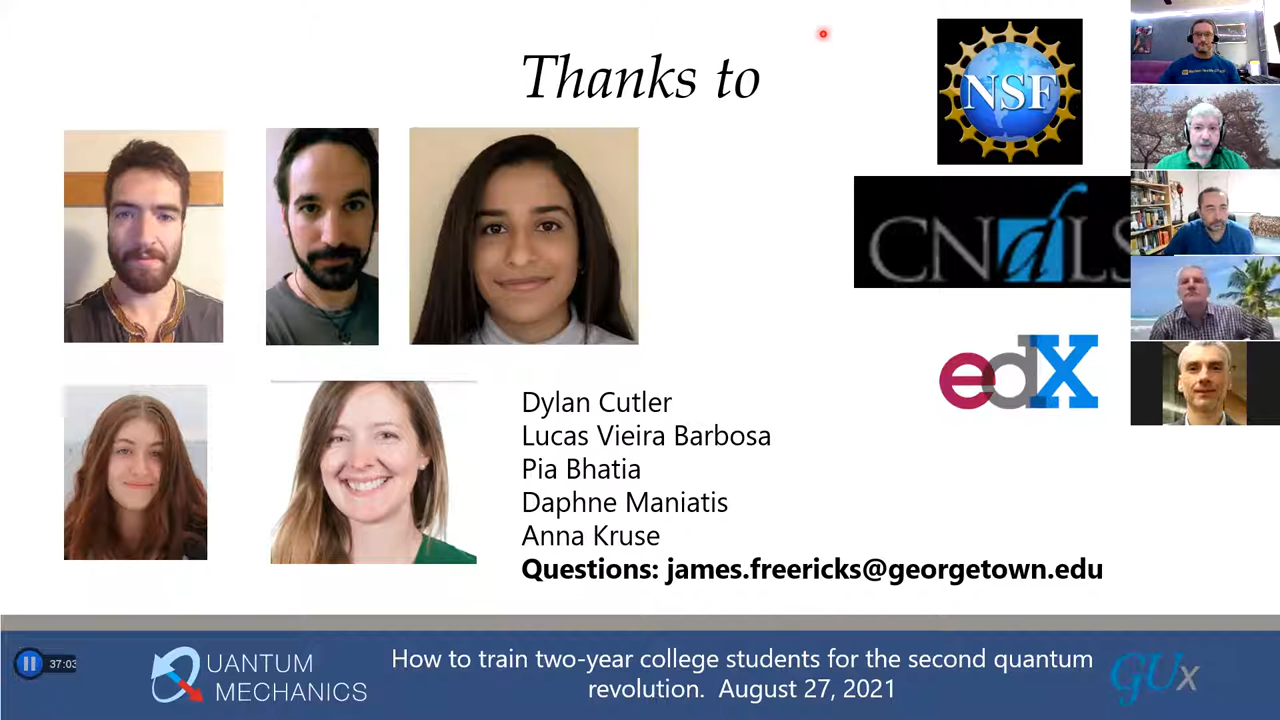 Thanks to
NSF
CNdLS
edX
Dylan Cutler
Lucas Vieira Barbosa
Pia Bhatia
Daphne Maniatis
Anna Kruse
Questions: james.freericks@georgetown.edu
37:03
QUANTUM
MECHANICS
How to train two-year college students for the second quantum
revolution. August 27, 2021
GUx